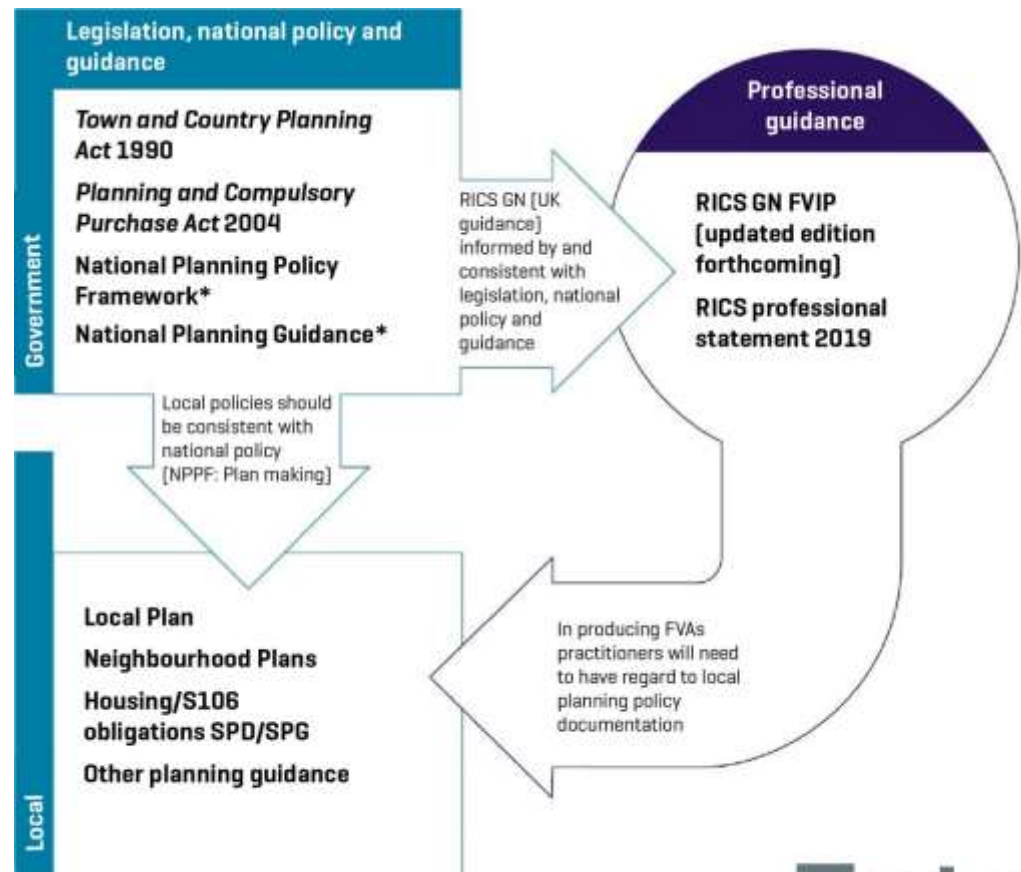 Legislation, national policy and
guidance
Government
Town and Country Planning
Act 1990
Planning and Compulsory
Purchase Act 2004
National Planning Policy
Framework*
National Planning Guidance*
RICS GN (UK
guidance)
informed by and
consistent with
legislation, national
policy and
guidance
Professional
guidance
RICS GN FVIP
(updated edition
forthcoming)
RICS professional
statement 2019
Local policies should
be consistent with
national policy
(NPPF: Plan making)
Local
Local Plan
Neighbourhood Plans
Housing/S106
obligations SPD/SPG
Other planning guidance
In producing FVAs
practitioners will need
to have regard to local
planning policy
documentation